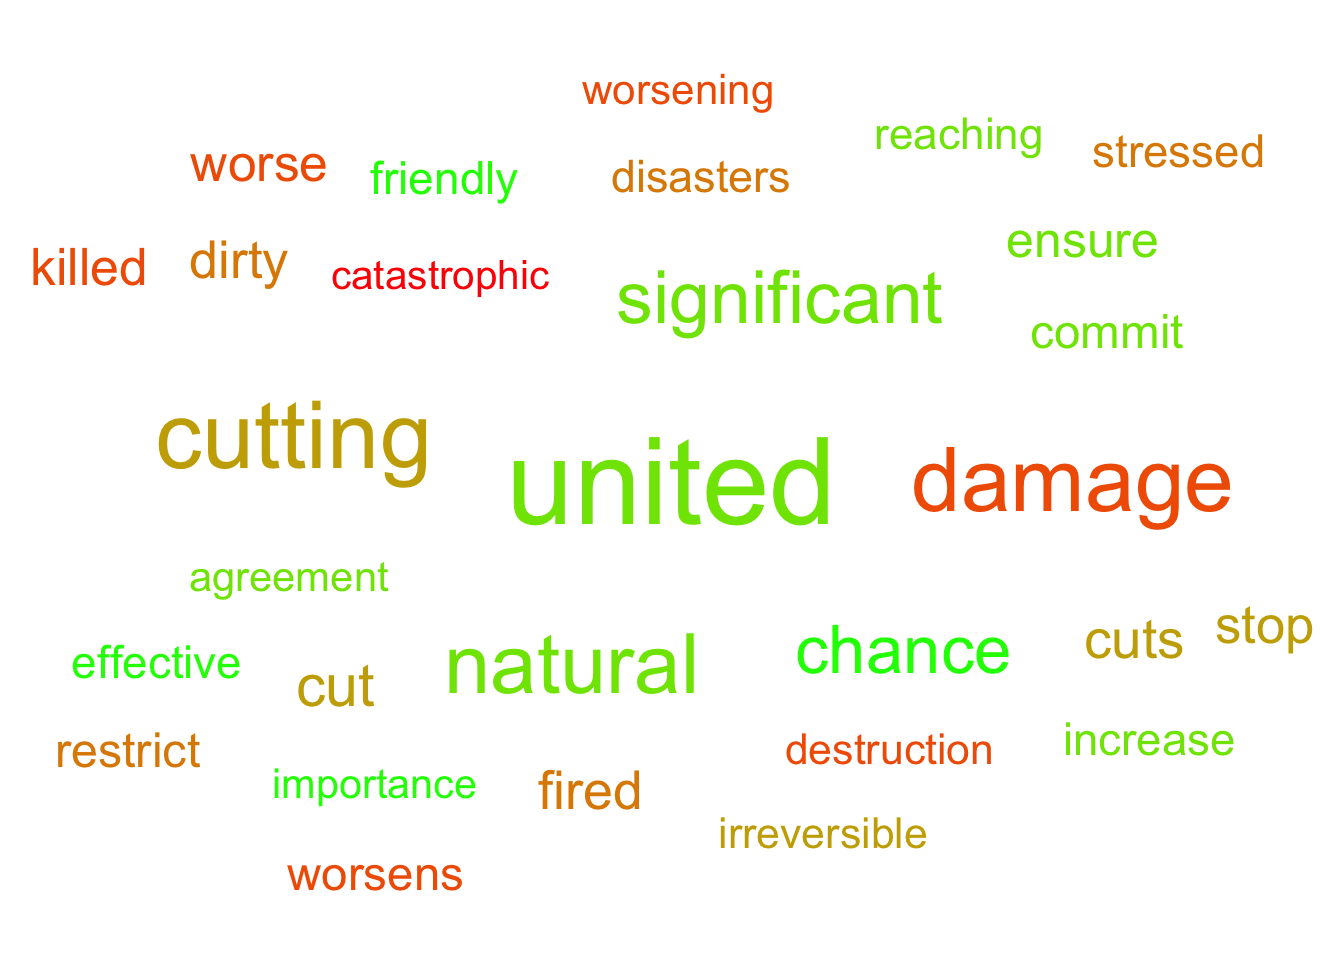 worsening
reaching
stressed
worse
friendly
disasters
ensure
killed
dirty
catastrophic
significant
commit
cutting
united
damage
agreement
effective
cut
natural
chance
cuts
stop
restrict
importance
fired
destruction
increase
irreversible
worsens